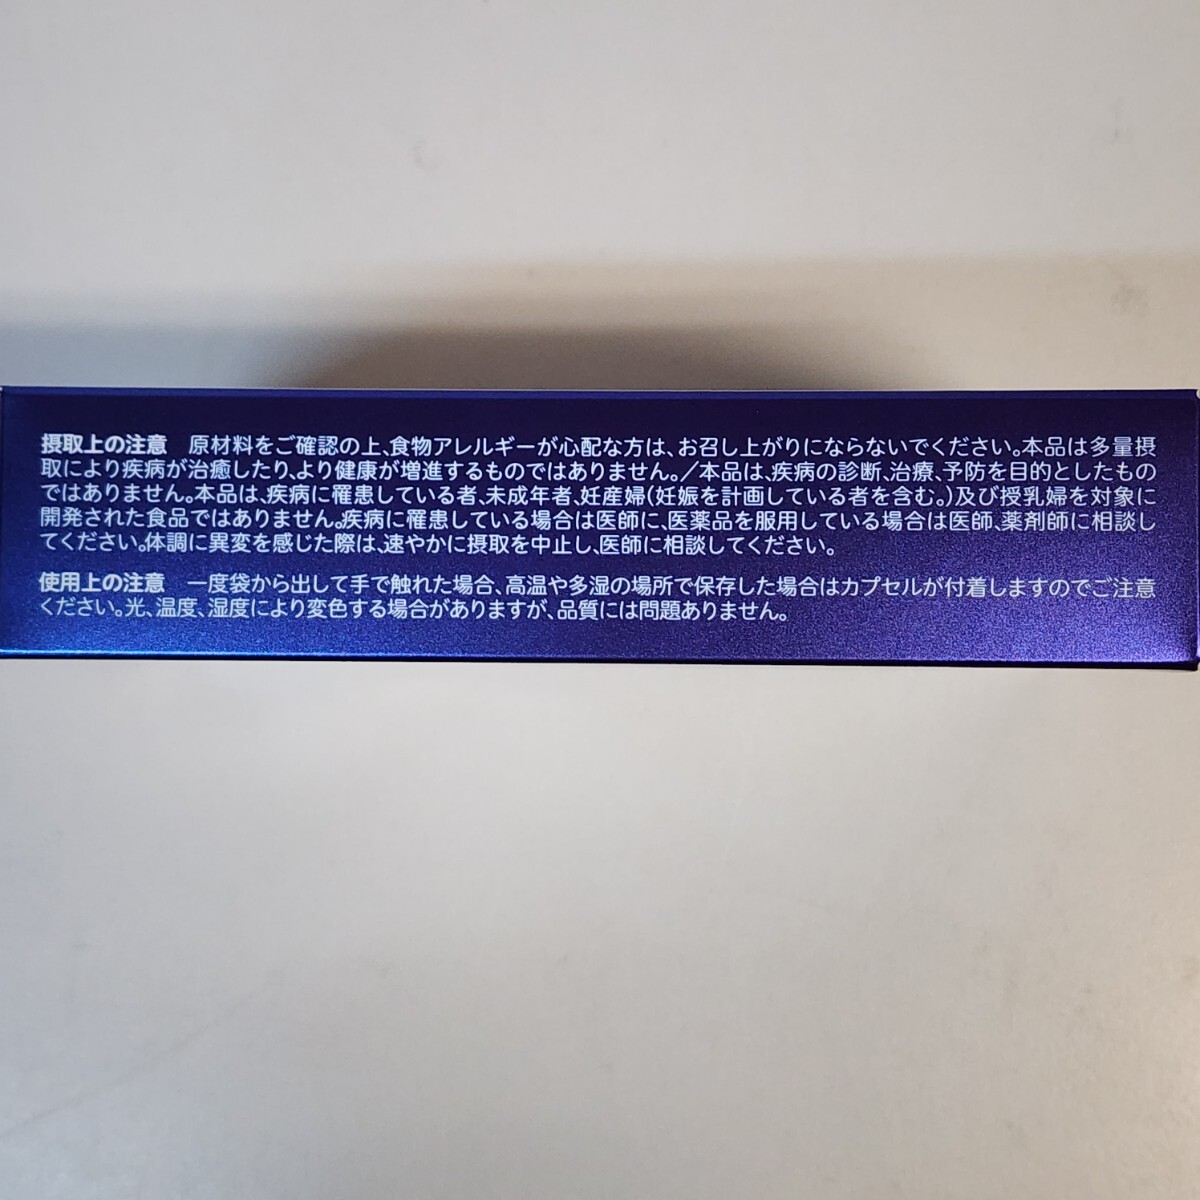 摂取上の注意　原材料をご確認の上、食物アレルギーが心配な方は、お召し上がりにならないでください。本品は多量摂
取により疾病が治癒したり、より健康が増進するものではありません。／本品は、疾病の診断、治療、予防を目的としたもの
ではありません。本品は、疾病に罹患している者、未成年者、妊産婦(妊娠を計画している者を含む。)及び授乳婦を対象に
開発された食品ではありません。疾病に罹患している場合は医師に、医薬品を服用している場合は医師、薬剤師に相談し
てください。体調に異変を感じた際は、速やかに摂取を中止し、医師に相談してください。
使用上の注意　一度袋から出して手で触れた場合、高温や多湿の場所で保存した場合はカプセルが付着しますのでご注意
ください。光、温度、湿度により変色する場合がありますが、品質には問題ありません。